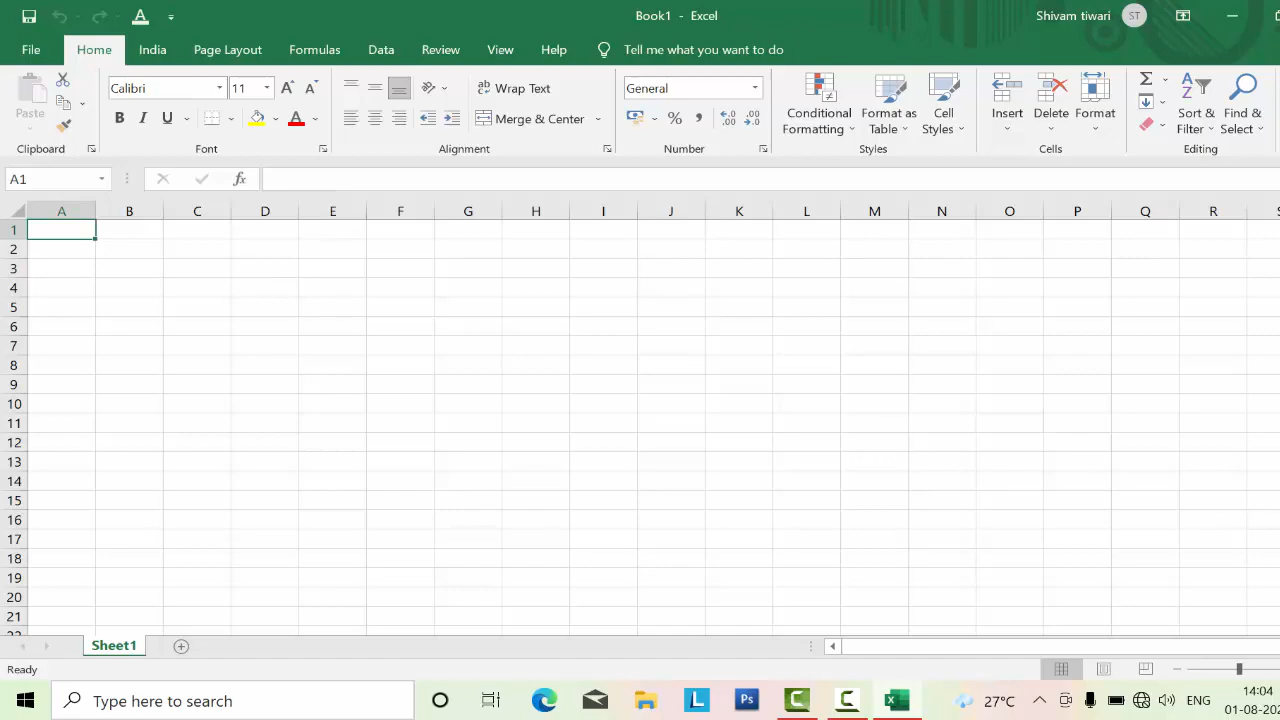 Book1 - Excel
Shivam tiwari ST
File Home India Page Layout Formulas Data Review View Help Tell me what you want to do
Paste
Clipboard
Calibri 11
B I U A
Font
Wrap Text
Merge & Center
Alignment
General
%
Number
Conditional Formatting
Format as Table
Cell Styles
Styles
Insert
Delete
Format
Cells
Sort & Filter
Find & Select
Editing
A1
fx
A B C D E F G H I J K L M N O P Q R
1
2
3
4
5
6
7
8
9
10
11
12
13
14
15
16
17
18
19
20
21
Sheet1
Ready
Type here to search
L
Ps
27°C
ENG
14:04
01-08-20